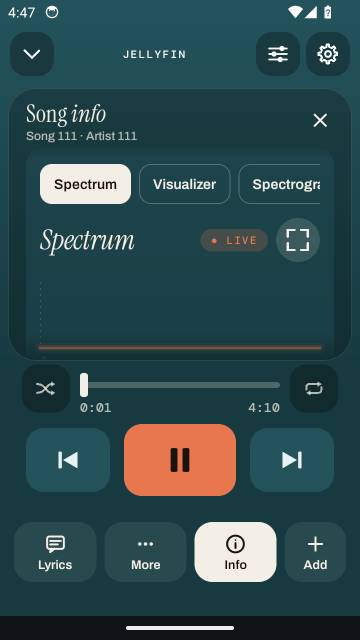 4:47
JELLYFIN
Song info
Song 111 · Artist 111
Spectrum
Visualizer
Spectrogra
Spectrum
• LIVE
0:01
4:10
Lyrics
More
Info
Add